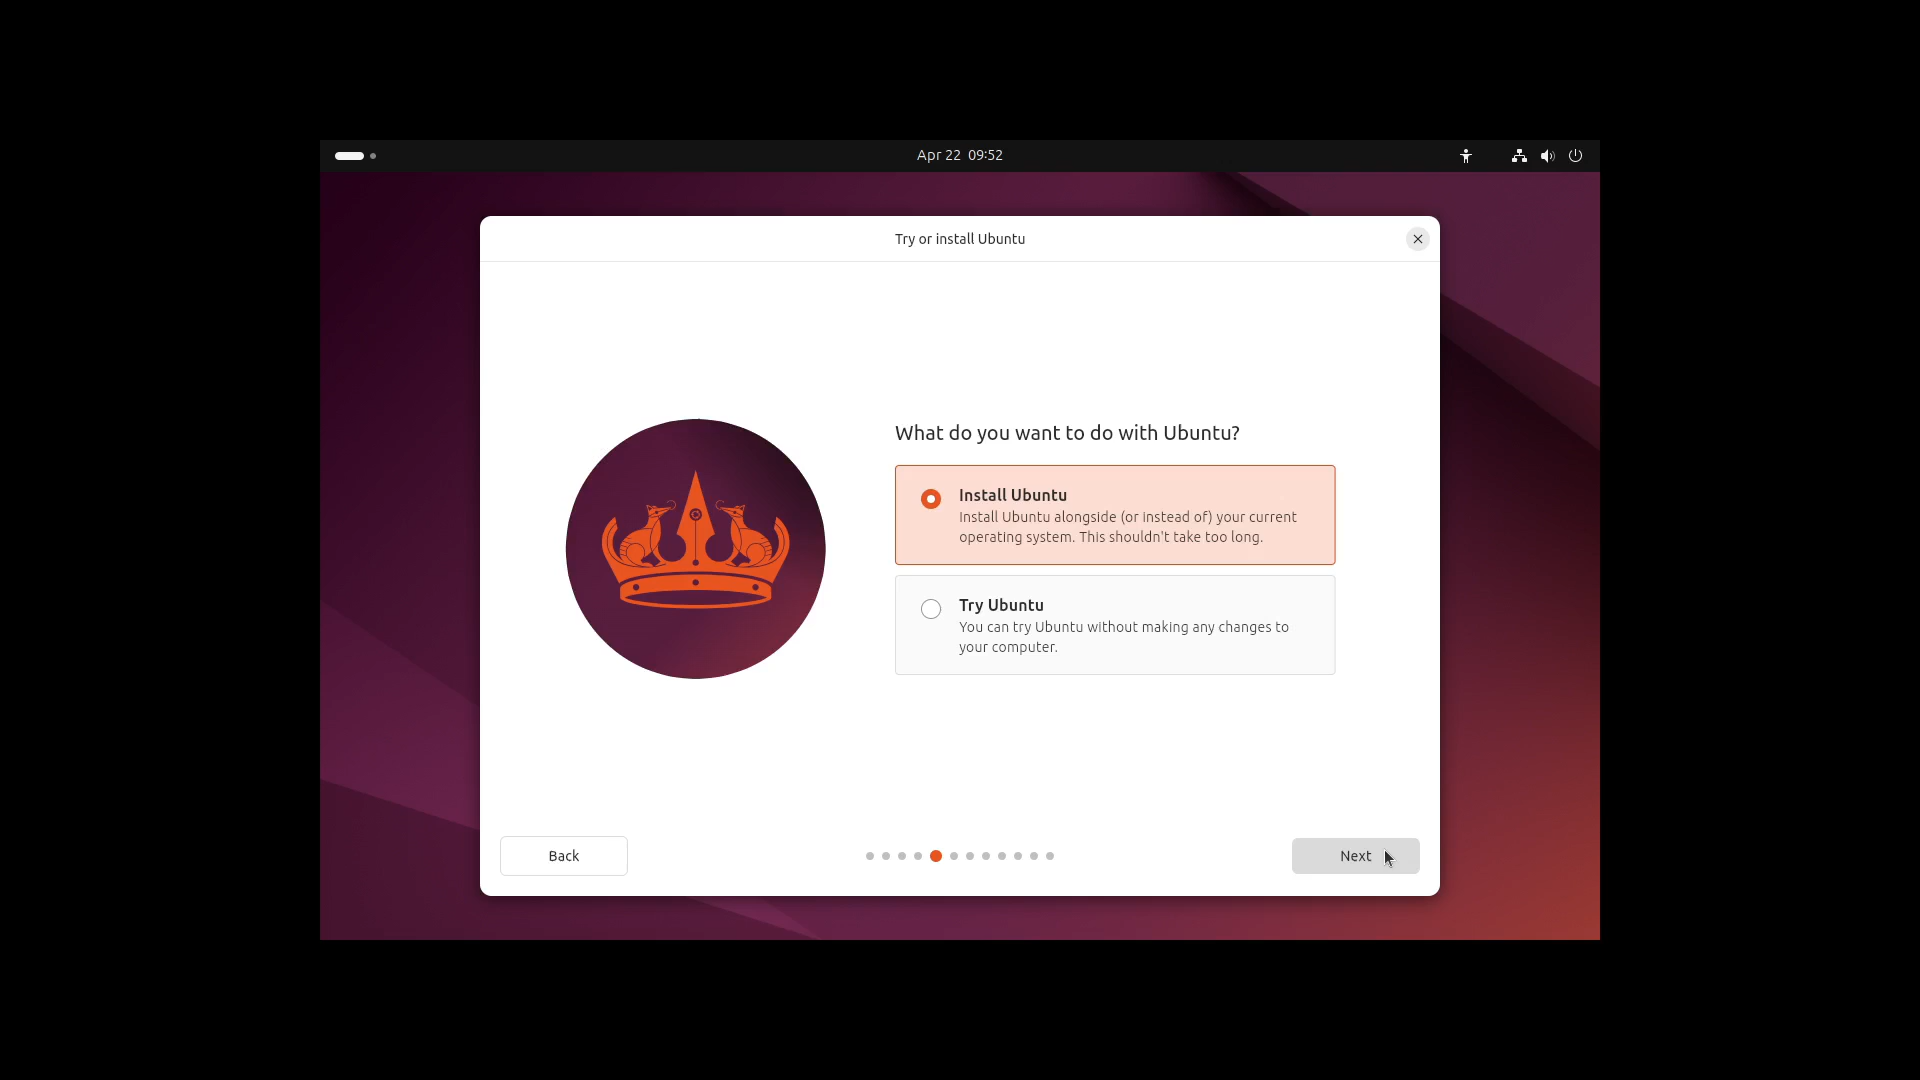 Apr 22 09:52
Try or install Ubuntu
What do you want to do with Ubuntu?
Install Ubuntu
Install Ubuntu alongside (or instead of) your current
operating system. This shouldn't take too long.
Try Ubuntu
You can try Ubuntu without making any changes to
your computer.
Back
Next